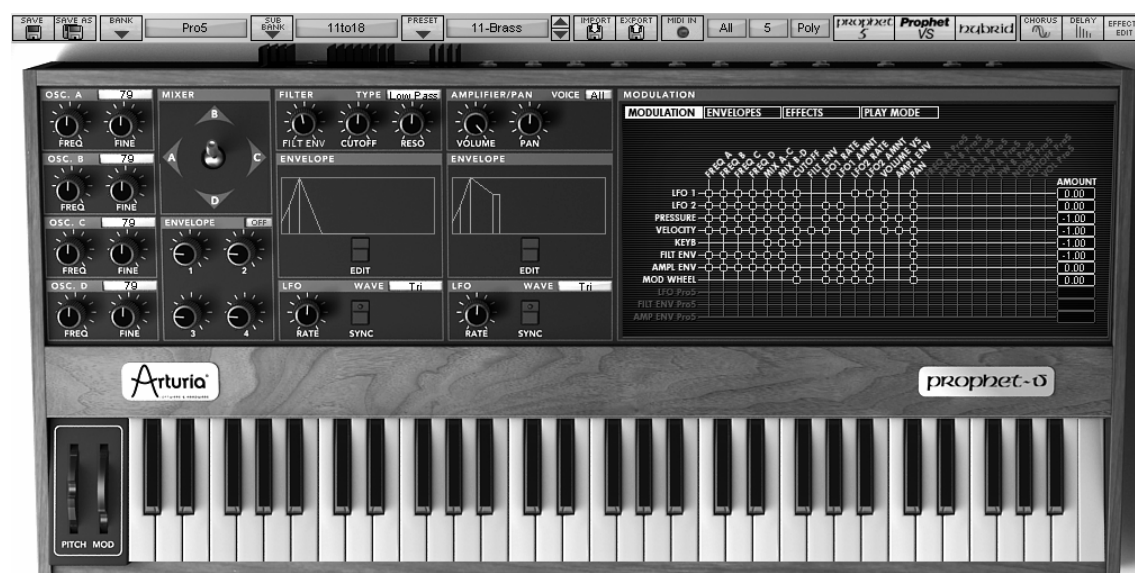 SAVE SAVE AS BANK Pro5 SUB BANK 11to18 PRESET 11-Brass IMPORT EXPORT MIDI IN All 5 Poly prophet 5 Prophet VS hybrid CHORUS DELAY EFFECT EDIT
OSC. A 79 MIXER FILTER TYPE Low Pass AMPLIFIER/PAN VOICE All MODULATION
MODULATION ENVELOPES EFFECTS PLAY MODE
FREQ FINE B FILT ENV CUTOFF RESO VOLUME PAN
FREQ A FREQ B FREQ C FREQ D MIX A-C MIX B-D CUTOFF FILT ENV LFO1 RATE LFO1 AMNT LFO2 RATE LFO2 AMNT VOLUME VS AMPL ENV PAN
OSC. B 79 A C ENVELOPE ENVELOPE
FREQ FINE D
AMOUNT
LFO 1 0.00
LFO 2 0.00
PRESSURE -1.00
VELOCITY -1.00
KEYB -1.00
FILT ENV -1.00
AMPL ENV 0.00
MOD WHEEL 0.00
LFO Pro5
FILT ENV Pro5
AMP ENV Pro5
OSC. C 79 ENVELOPE OFF
FREQ FINE 1 2 EDIT EDIT
OSC. D 79 LFO WAVE Tri LFO WAVE Tri
FREQ FINE 3 4 RATE SYNC RATE SYNC
Arturia prophet-v
PITCH MOD